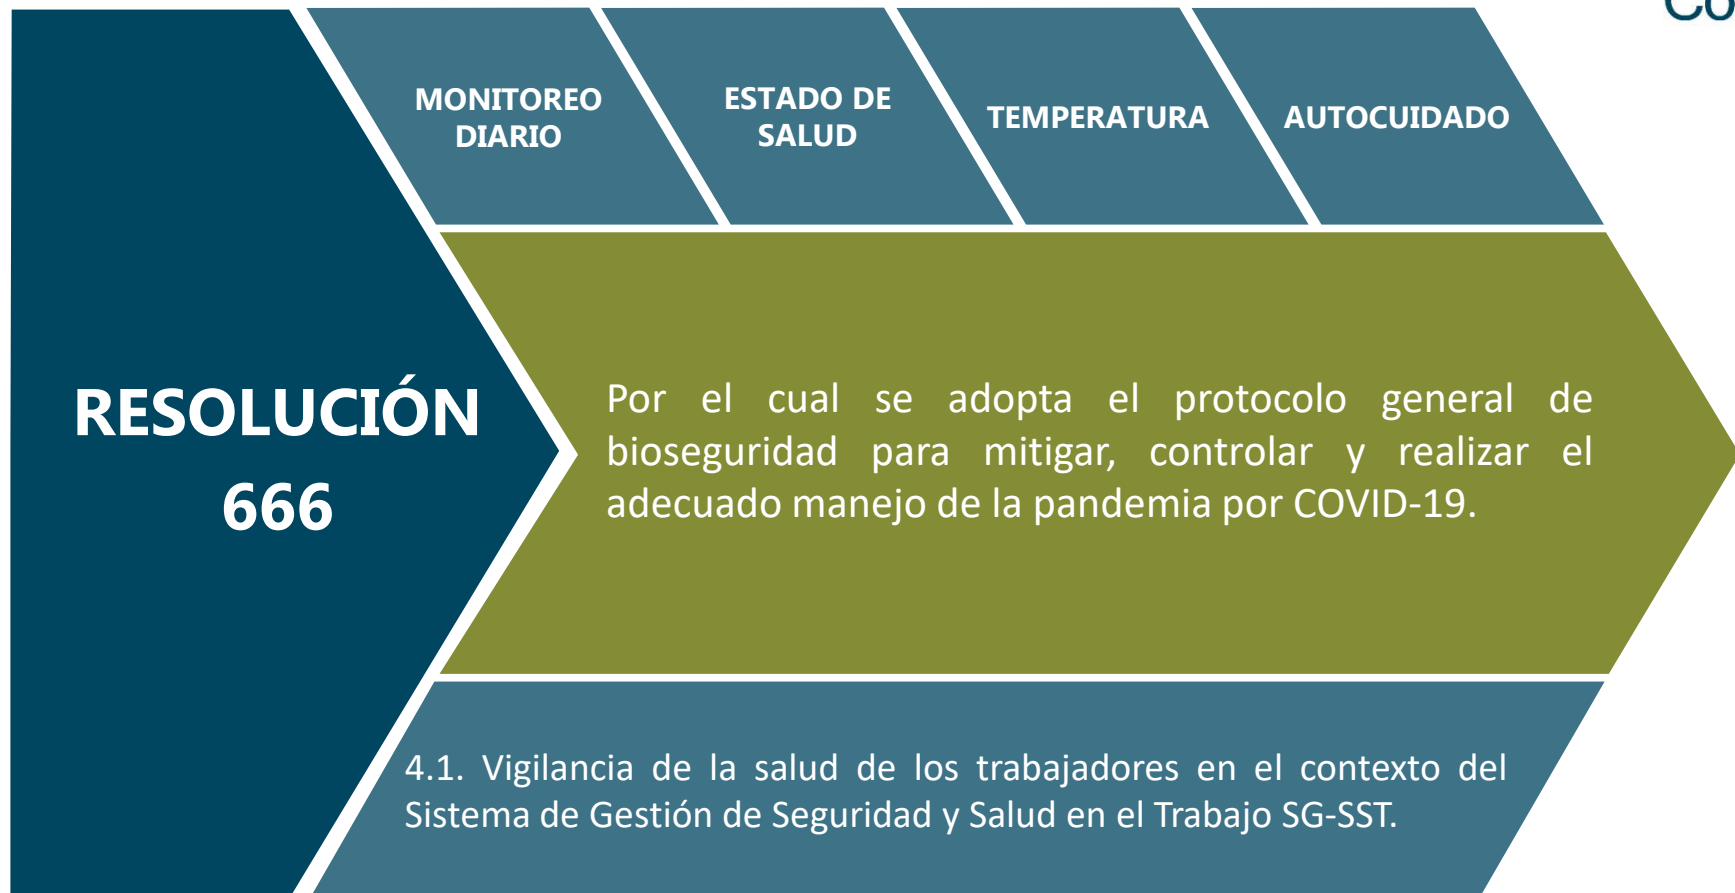 Co
MONITOREO
DIARIO
ESTADO DE
SALUD
TEMPERATURA
AUTOCUIDADO
RESOLUCIÓN
666
Por el cual se adopta el protocolo general de
bioseguridad para mitigar, controlar y realizar el
adecuado manejo de la pandemia por COVID-19.
4.1. Vigilancia de la salud de los trabajadores en el contexto del
Sistema de Gestión de Seguridad y Salud en el Trabajo SG-SST.